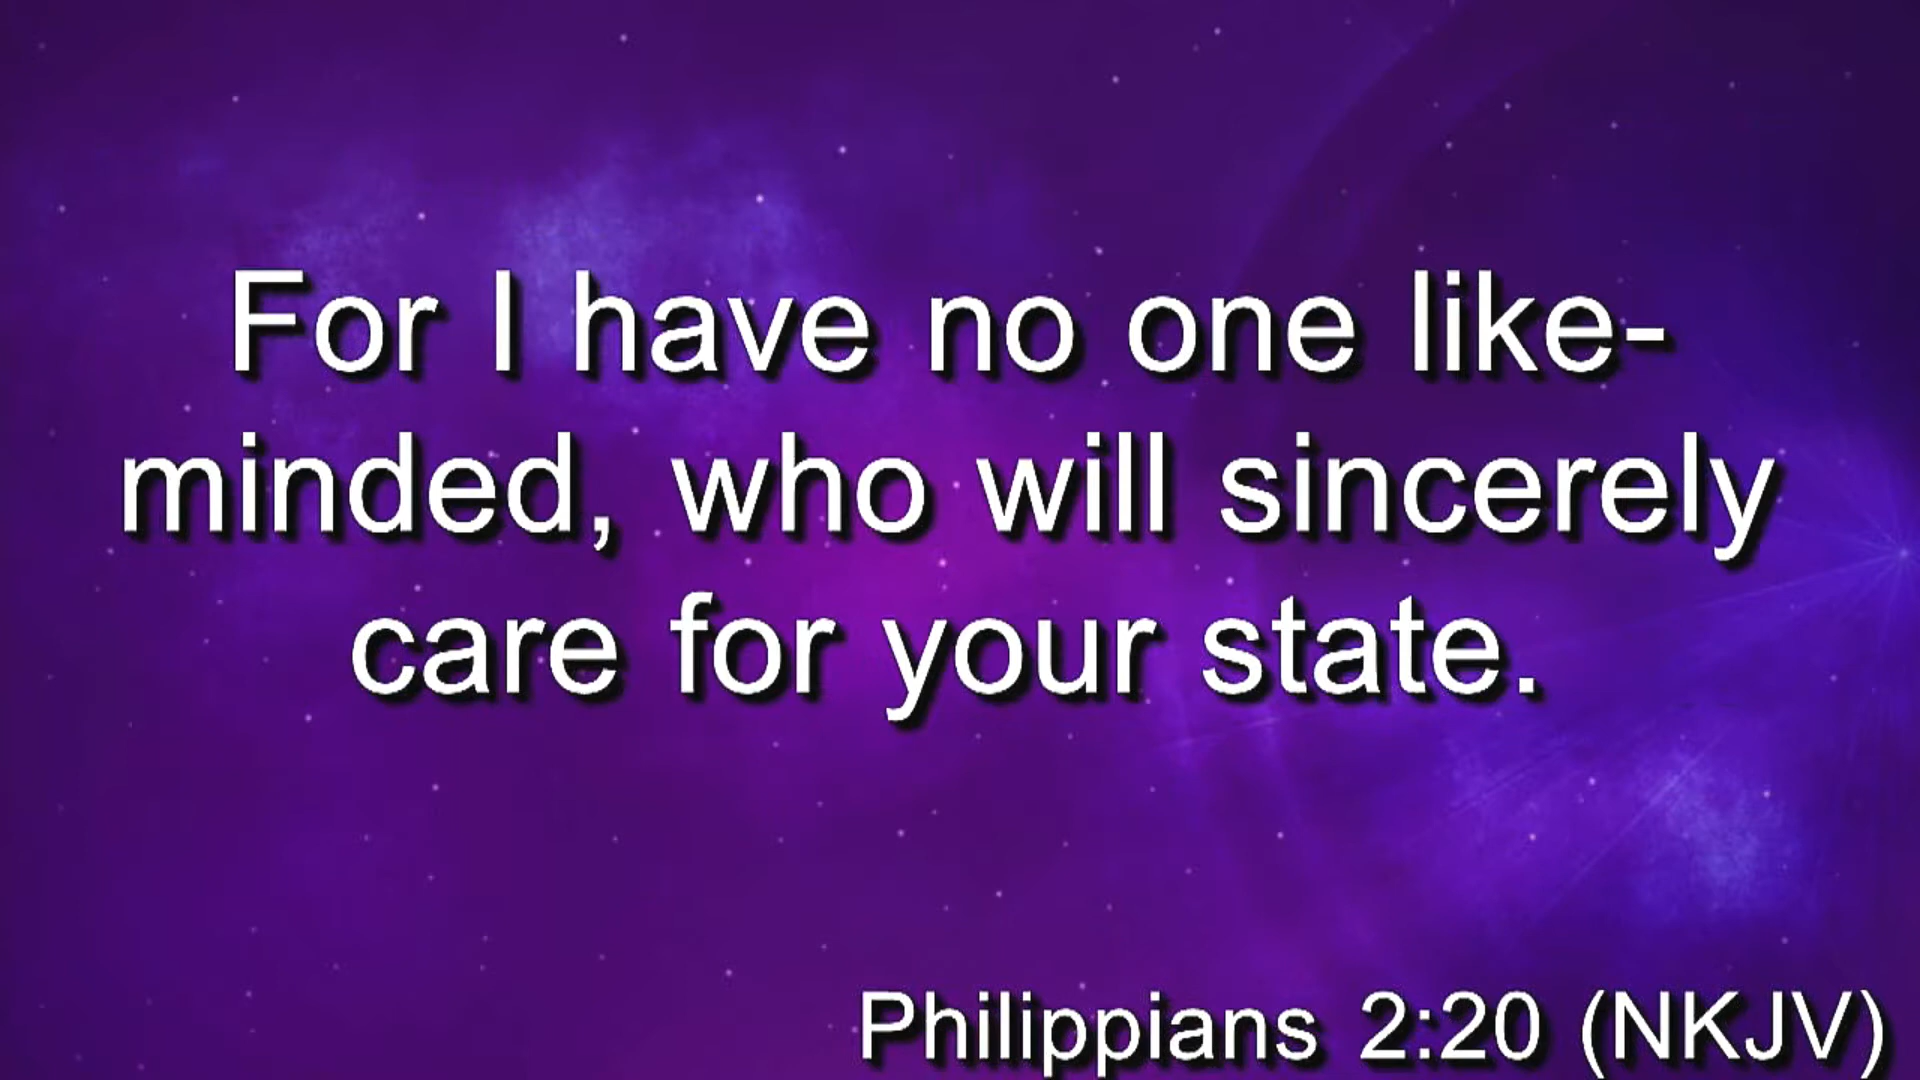 For I have no one like-
minded, who will sincerely
care for your state.
Philippians 2:20 (NKJV)